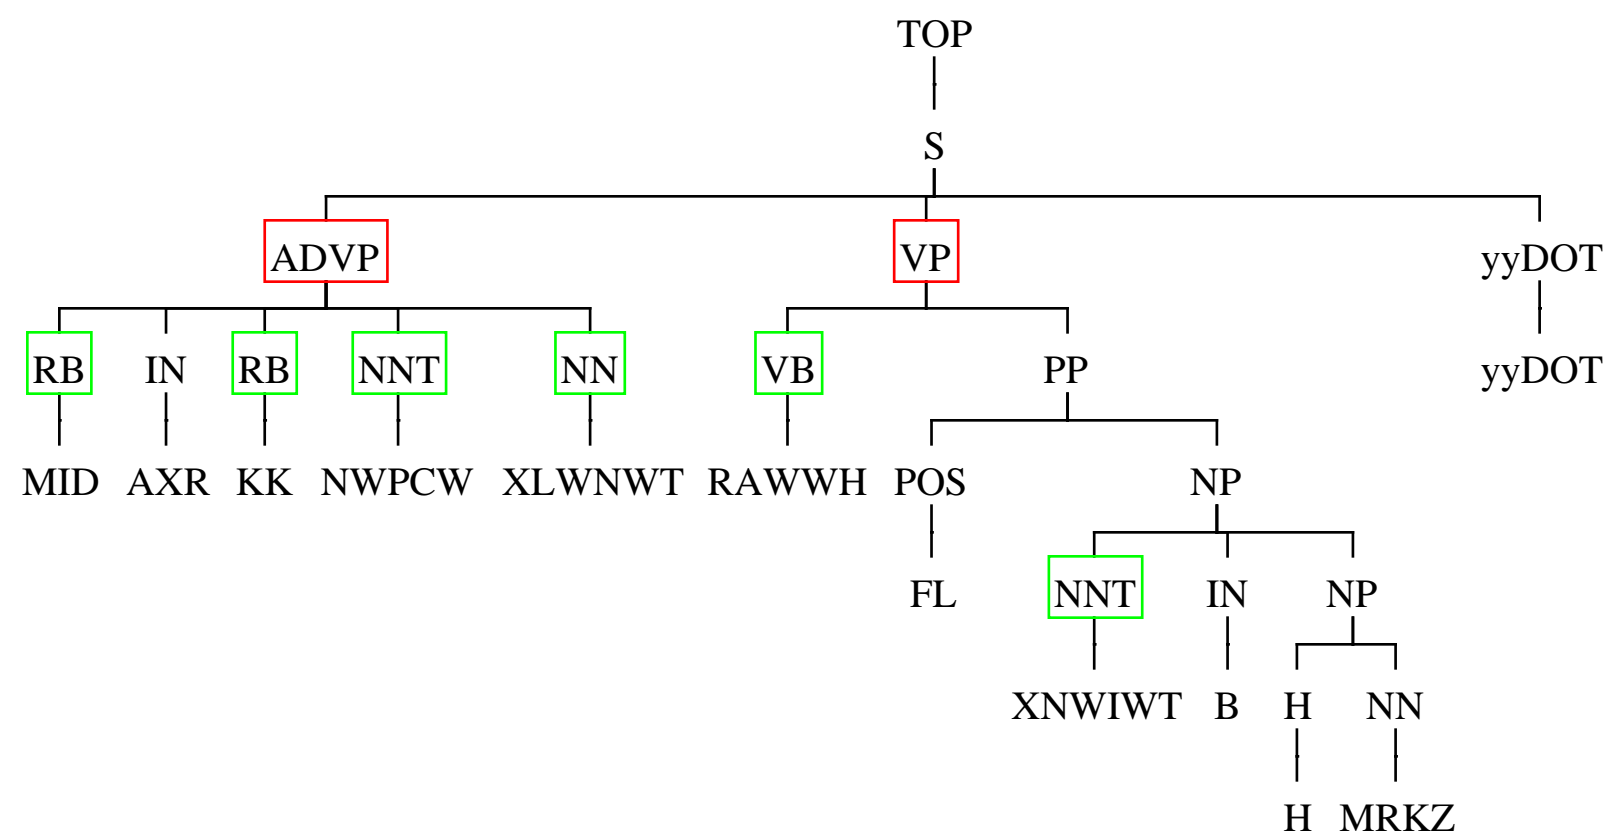 TOP
S
ADVP VP yyDOT
RB IN RB NNT NN VB PP yyDOT
MID AXR KK NWPCW XLWNWT RAWWH POS NP
FL NNT IN NP
XNWIWT B H NN
H MRKZ